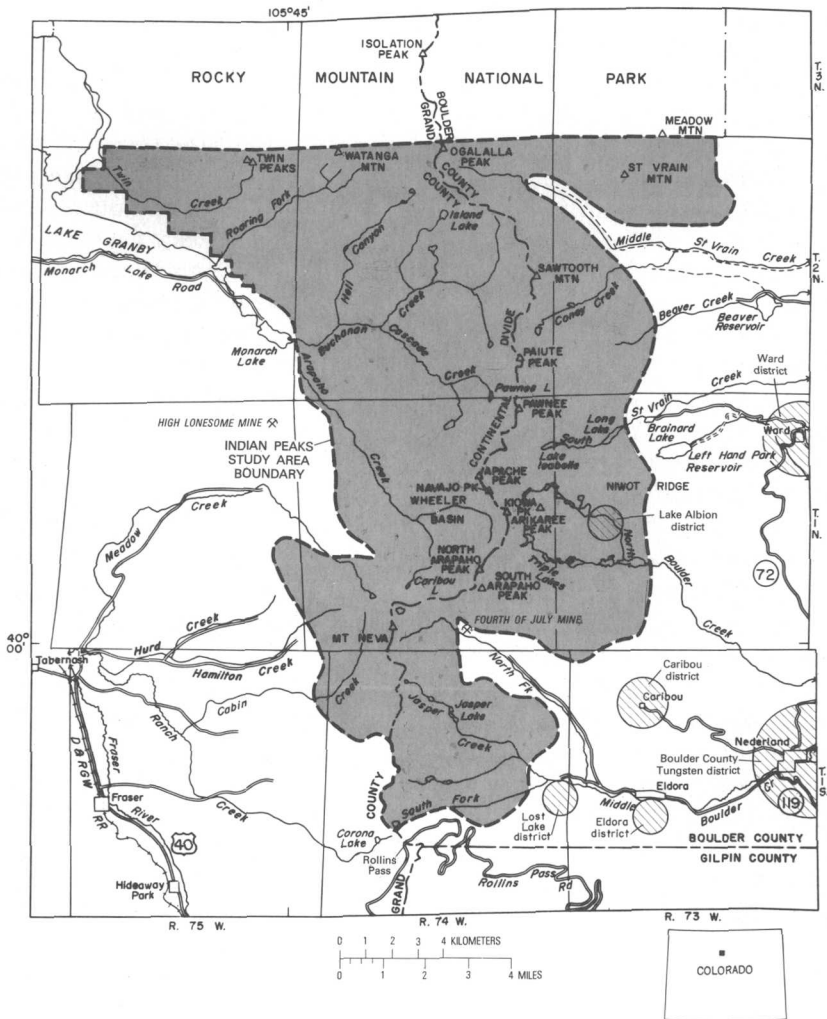 105°45'
ISOLATION
PEAK
ROCKY MOUNTAIN NATIONAL PARK
T.
3
N.
BOULDER
GRAND
COUNTY
COUNTY
MEADOW
MTN
TWIN
PEAKS
WATANGA
MTN
OGALALLA
PEAK
ST VRAIN
MTN
Twin
Creek
Roaring Fork
Island
Lake
Hell
Canyon
LAKE GRANBY
Monarch Lake Road
Middle St Vrain Creek
T.
2
N.
SAWTOOTH
MTN
Coney Creek
Beaver Creek
Beaver
Reservoir
Buchanan Creek
Cascade
Creek
Monarch
Lake
Arapaho
Creek
DIVIDE
CONTINENTAL
PAIUTE
PEAK
Pawnee L
PAWNEE
PEAK
Ward
district
Creek
St Vrain
Long
Lake
South
Brainard
Lake
Ward
Left Hand Park
Reservoir
Lake
Isabelle
HIGH LONESOME MINE
INDIAN PEAKS
STUDY AREA
BOUNDARY
APACHE
PEAK
NAVAJO PK
WHEELER
BASIN
KIOWA
PK
ARIKAREE
PEAK
NIWOT RIDGE
Lake Albion
district
T.
1
N.
Meadow
Creek
NORTH
ARAPAHO
PEAK
Caribou
L
Triple
Lakes
North
Boulder
Creek
72
SOUTH
ARAPAHO
PEAK
FOURTH OF JULY MINE
MT NEVA
40°
00'
Hurd
Creek
Hamilton Creek
Tabernash
North Fk
Caribou
district
Caribou
Ranch
Creek
Cabin
Creek
Jasper
Creek
Jasper
Lake
Nederland
Boulder County
Tungsten district
T.
1
S.
D & RGW
RR
Fraser
River
Fraser
119
Eldora
Middle
Boulder
Cr
South Fork
COUNTY
Lost
Lake
district
Eldora
district
BOULDER COUNTY
GILPIN COUNTY
Corona
Lake
40
Rollins
Pass
Rollins Pass
Rd
Hideaway
Park
GRAND
R. 75 W.
R. 74 W.
R. 73 W.
0 1 2 3 4 KILOMETERS
0 1 2 3 4 MILES
COLORADO